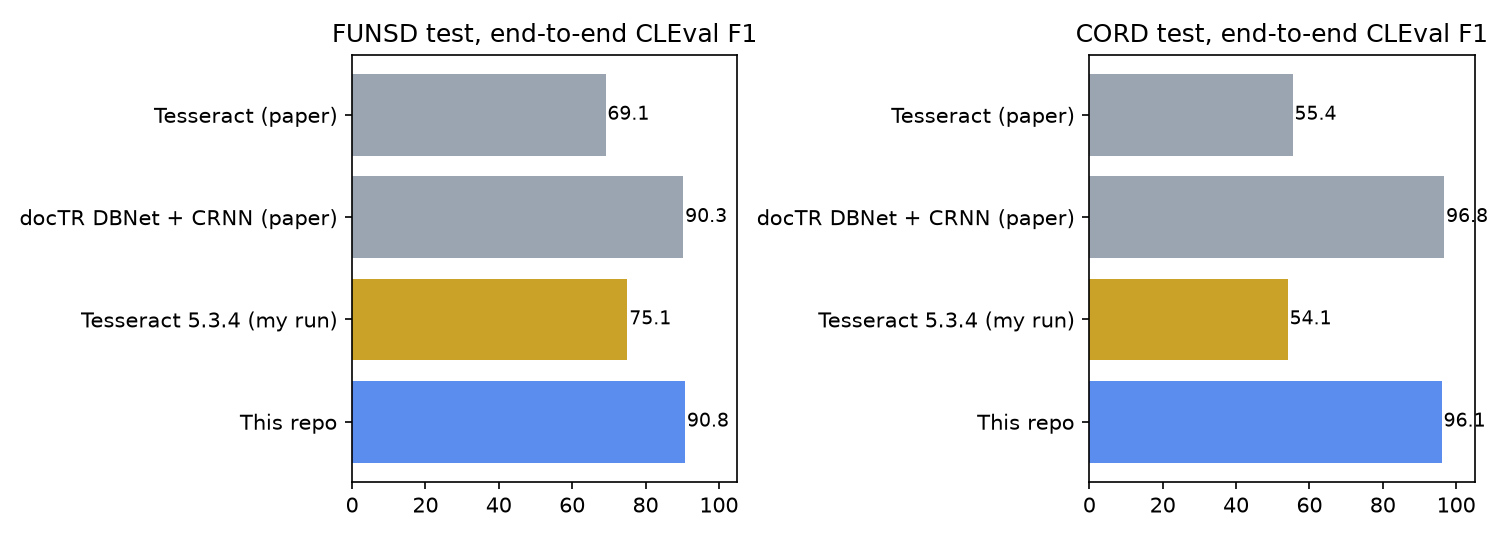 FUNSD test, end-to-end CLEval F1
Tesseract (paper)
69.1
docTR DBNet + CRNN (paper)
90.3
Tesseract 5.3.4 (my run)
75.1
This repo
90.8
0 20 40 60 80 100
CORD test, end-to-end CLEval F1
Tesseract (paper)
55.4
docTR DBNet + CRNN (paper)
96.8
Tesseract 5.3.4 (my run)
54.1
This repo
96.1
0 20 40 60 80 100